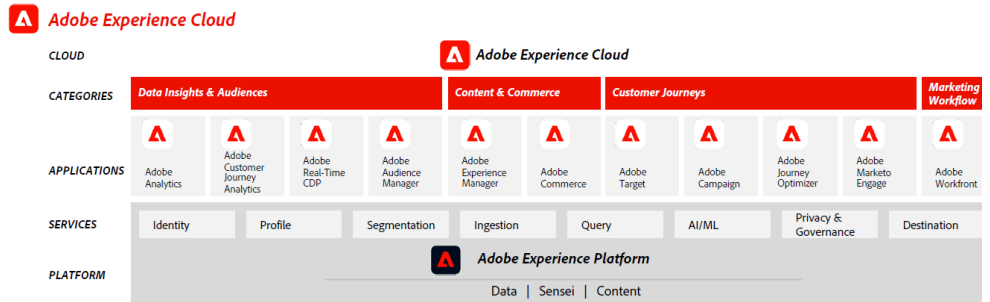 Adobe Experience Cloud
CLOUD
Adobe Experience Cloud
CATEGORIES
Data Insights & Audiences
Content & Commerce
Customer Journeys
Marketing
Workflow
APPLICATIONS
Adobe
Analytics
Adobe
Customer
Journey
Analytics
Adobe
Real-Time
CDP
Adobe
Audience
Manager
Adobe
Experience
Manager
Adobe
Commerce
Adobe
Target
Adobe
Campaign
Adobe
Journey
Optimizer
Adobe
Marketo
Engage
Adobe
Workfront
SERVICES
Identity
Profile
Segmentation
Ingestion
Query
AI/ML
Privacy &
Governance
Destination
PLATFORM
Adobe Experience Platform
Data | Sensei | Content